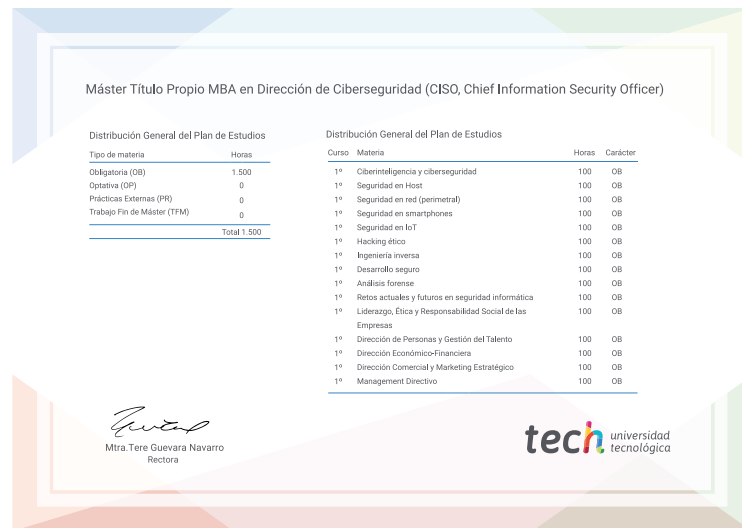 Máster Título Propio MBA en Dirección de Ciberseguridad (CISO, Chief Information Security Officer)
Distribución General del Plan de Estudios
Tipo de materia Horas
Obligatoria (OB) 1.500
Optativa (OP) 0
Prácticas Externas (PR) 0
Trabajo Fin de Máster (TFM) 0
Total 1.500
Distribución General del Plan de Estudios
Curso Materia Horas Carácter
1º Ciberinteligencia y ciberseguridad 100 OB
1º Seguridad en Host 100 OB
1º Seguridad en red (perimetral) 100 OB
1º Seguridad en smartphones 100 OB
1º Seguridad en IoT 100 OB
1º Hacking ético 100 OB
1º Ingeniería inversa 100 OB
1º Desarrollo seguro 100 OB
1º Análisis forense 100 OB
1º Retos actuales y futuros en seguridad informática 100 OB
1º Liderazgo, Ética y Responsabilidad Social de las 100 OB
Empresas
1º Dirección de Personas y Gestión del Talento 100 OB
1º Dirección Económico-Financiera 100 OB
1º Dirección Comercial y Marketing Estratégico 100 OB
1º Management Directivo 100 OB
Mtra.Tere Guevara Navarro
Rectora
tech universidad
tecnológica